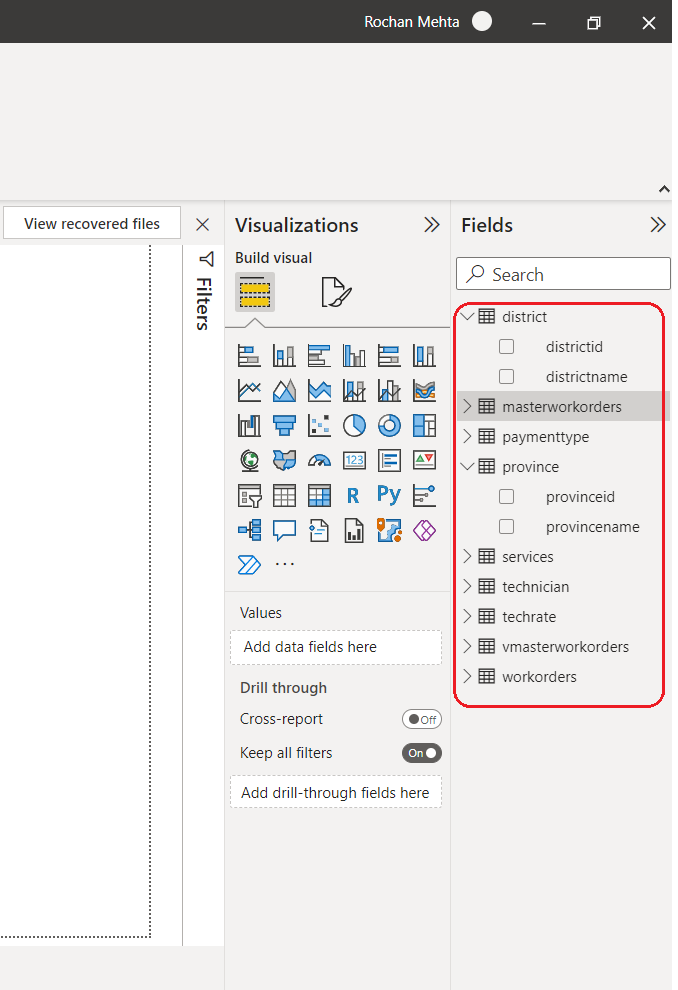 Rochan Mehta
View recovered files
Filters
Visualizations
Build visual
123
R
Py
Values
Add data fields here
Drill through
Cross-report
Off
Keep all filters
On
Add drill-through fields here
Fields
Search
district
districtid
districtname
masterworkorders
paymenttype
province
provinceid
provincename
services
technician
techrate
vmasterworkorders
workorders